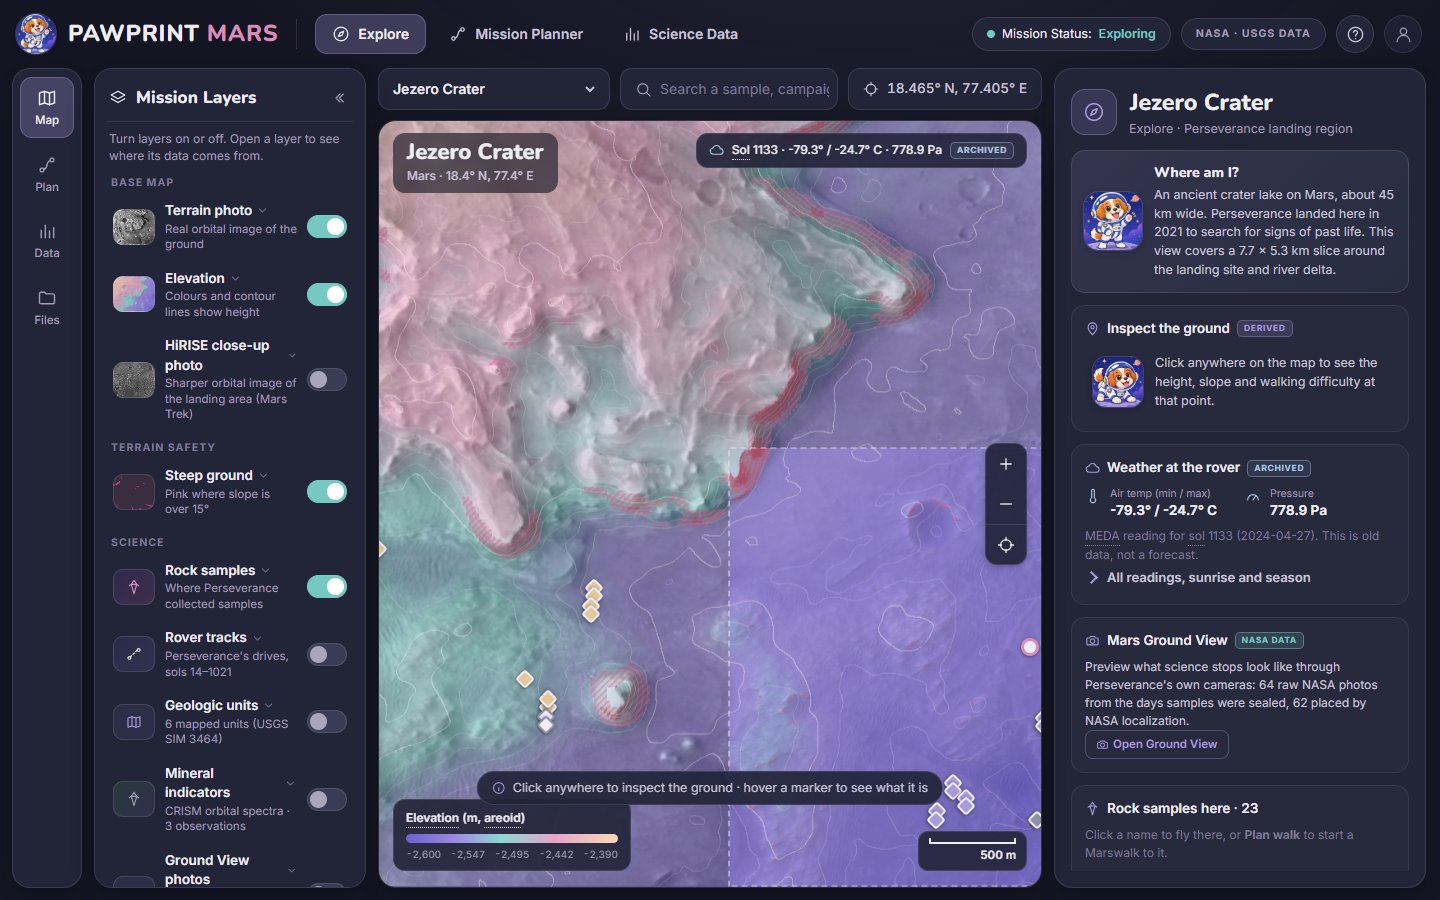 PAWPRINT MARS
Explore
Mission Planner
Science Data
Mission Status: Exploring
NASA · USGS DATA
Map
Plan
Data
Files
Mission Layers
Turn layers on or off. Open a layer to see
where its data comes from.
BASE MAP
Terrain photo
Real orbital image of the
ground
Elevation
Colours and contour
lines show height
HiRISE close-up
photo
Sharper orbital image of
the landing area (Mars
Trek)
TERRAIN SAFETY
Steep ground
Pink where slope is
over 15°
SCIENCE
Rock samples
Where Perseverance
collected samples
Rover tracks
Perseverance's drives,
sols 14–1021
Geologic units
6 mapped units (USGS
SIM 3464)
Mineral
indicators
CRISM orbital spectra ·
3 observations
Ground View
photos
Jezero Crater
Search a sample, campaig
18.465° N, 77.405° E
Jezero Crater
Mars · 18.4° N, 77.4° E
Sol 1133 · -79.3° / -24.7° C · 778.9 Pa ARCHIVED
Click anywhere to inspect the ground · hover a marker to see what it is
Elevation (m, areoid)
-2,600 -2,547 -2,495 -2,442 -2,390
500 m
Jezero Crater
Explore · Perseverance landing region
Where am I?
An ancient crater lake on Mars, about 45
km wide. Perseverance landed here in
2021 to search for signs of past life. This
view covers a 7.7 × 5.3 km slice around
the landing site and river delta.
Inspect the ground DERIVED
Click anywhere on the map to see the
height, slope and walking difficulty at
that point.
Weather at the rover ARCHIVED
Air temp (min / max)
-79.3° / -24.7° C
Pressure
778.9 Pa
MEDA reading for sol 1133 (2024-04-27). This is old
data, not a forecast.
All readings, sunrise and season
Mars Ground View NASA DATA
Preview what science stops look like through
Perseverance's own cameras: 64 raw NASA photos
from the days samples were sealed, 62 placed by
NASA localization.
Open Ground View
Rock samples here · 23
Click a name to fly there, or Plan walk to start a
Marswalk to it.